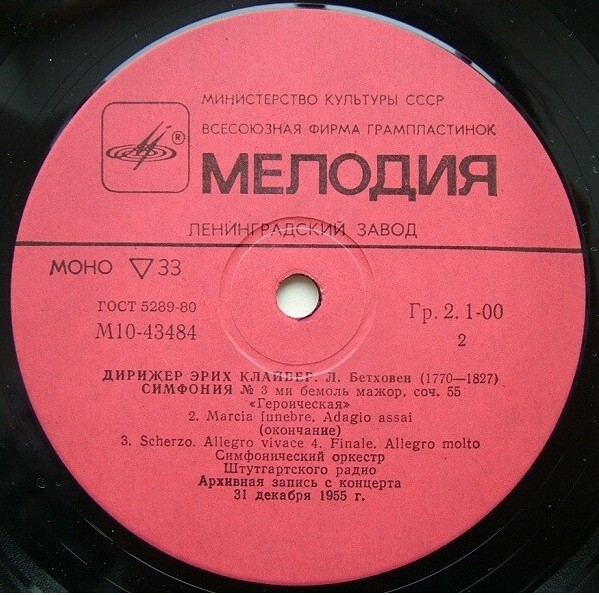 МИНИСТЕРСТВО КУЛЬТУРЫ СССР
ВСЕСОЮЗНАЯ ФИРМА ГРАМПЛАСТИНОК
®
МЕЛОДИЯ
ЛЕНИНГРАДСКИЙ ЗАВОД
МОНО ▽ 33
ГОСТ 5289-80
М10-43484
Гр. 2. 1-00
2
ДИРИЖЕР ЭРИХ КЛАЙБЕР. Л. Бетховен (1770—1827)
СИМФОНИЯ № 3 ми бемоль мажор, соч. 55
«Героическая»
2. Marcia funebre. Adagio assai
(окончание)
3. Scherzo. Allegro vivace 4. Finale. Allegro molto
Симфонический оркестр
Штутгартского радио
Архивная запись с концерта
31 декабря 1955 г.